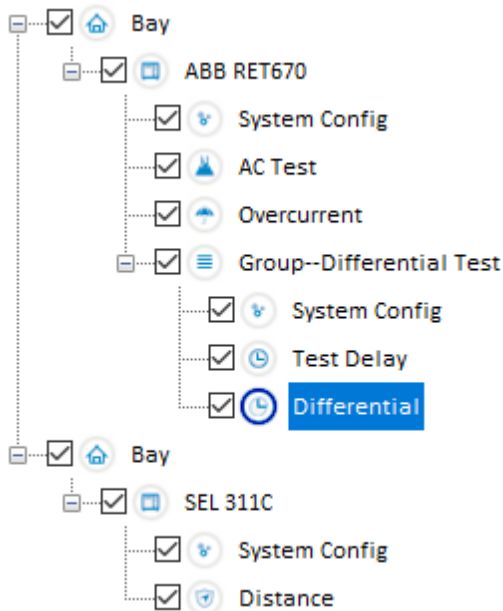 Bay
ABB RET670
System Config
AC Test
Overcurrent
Group--Differential Test
System Config
Test Delay
Differential
Bay
SEL 311C
System Config
Distance